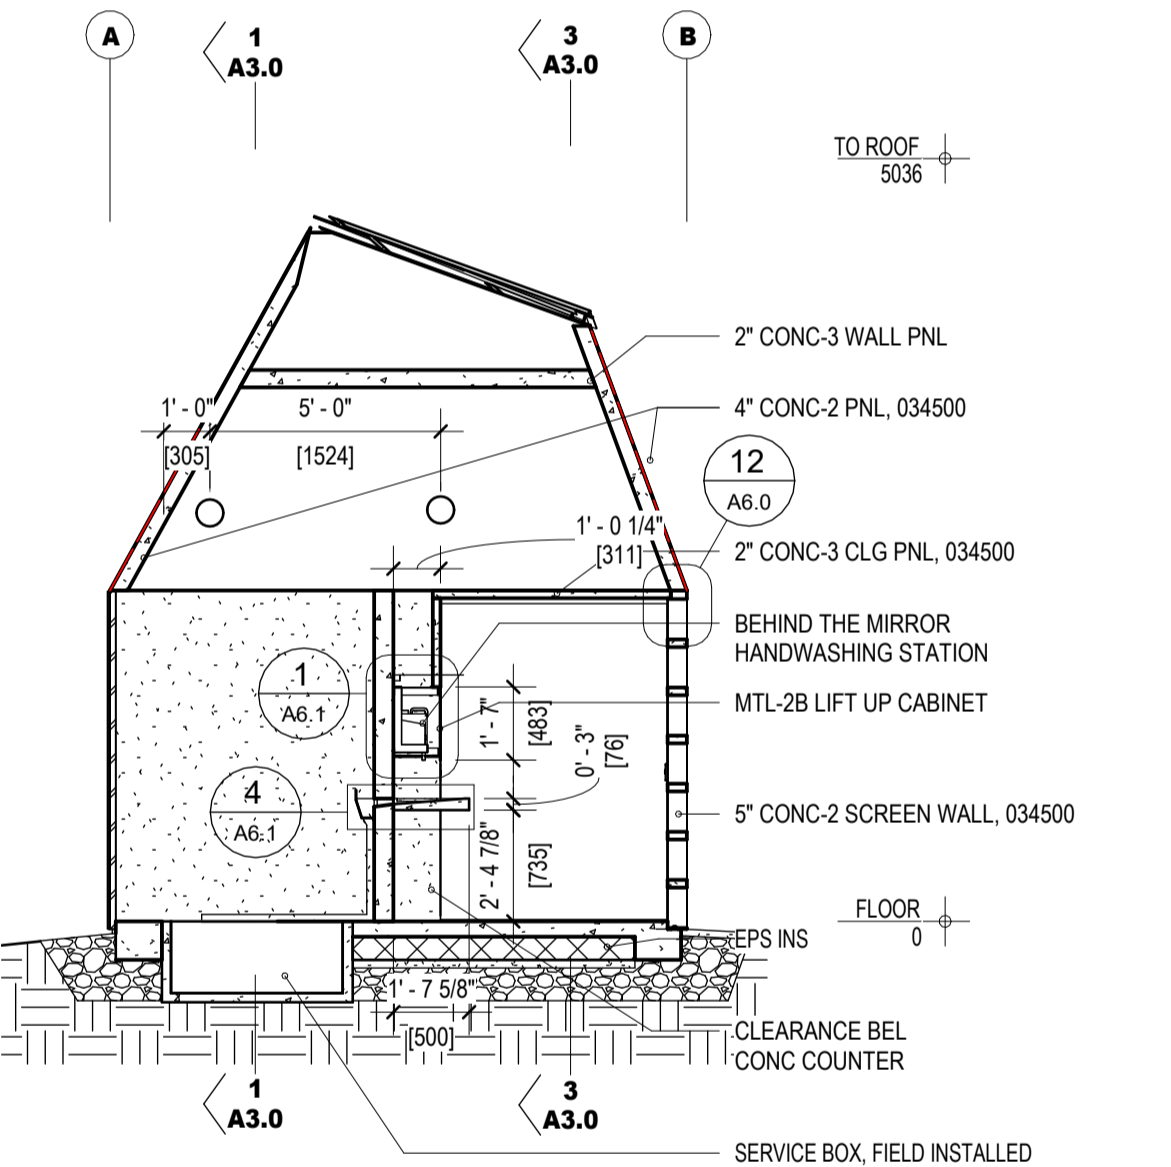 A
1
A3.0
3
A3.0
B
TO ROOF
5036
2" CONC-3 WALL PNL
1' - 0"
5' - 0"
4" CONC-2 PNL, 034500
[305]
[1524]
12
A6.0
1' - 0 1/4"
[311]
2" CONC-3 CLG PNL, 034500
BEHIND THE MIRROR
HANDWASHING STATION
1
A6.1
MTL-2B LIFT UP CABINET
1' - 7"
[483]
0' - 3"
[76]
4
A6.1
5" CONC-2 SCREEN WALL, 034500
2' - 4 7/8"
[735]
FLOOR
0
EPS INS
1' - 7 5/8"
[500]
CLEARANCE BEL
CONC COUNTER
1
A3.0
3
A3.0
SERVICE BOX, FIELD INSTALLED